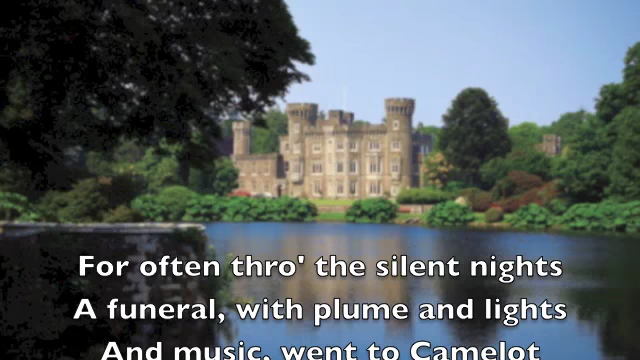 For often thro' the silent nights
A funeral, with plume and lights
And music, went to Camelot